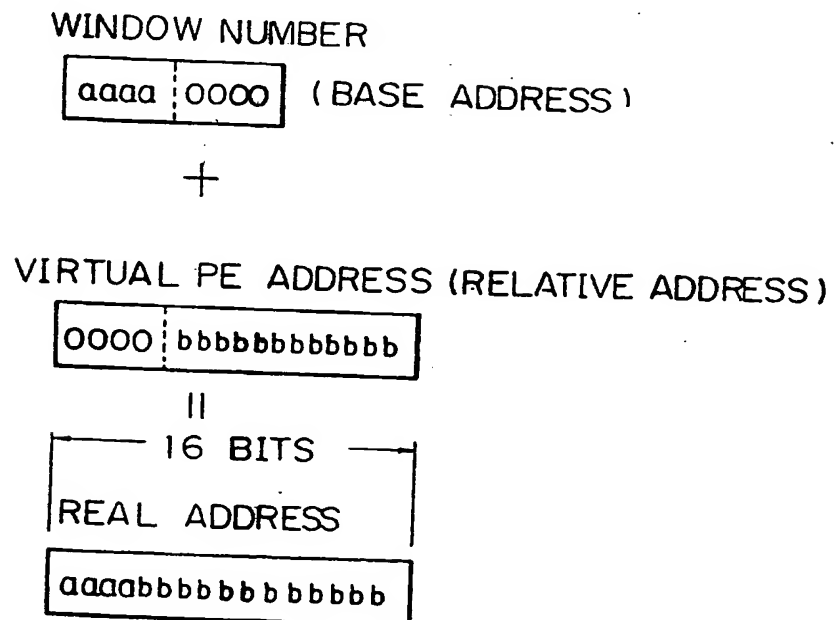 WINDOW NUMBER
aaaa 0000 (BASE ADDRESS)
+
VIRTUAL PE ADDRESS (RELATIVE ADDRESS)
0000 bbbbbbbbbbbb
=
16 BITS
REAL ADDRESS
aaaabbbbbbbbbbbb